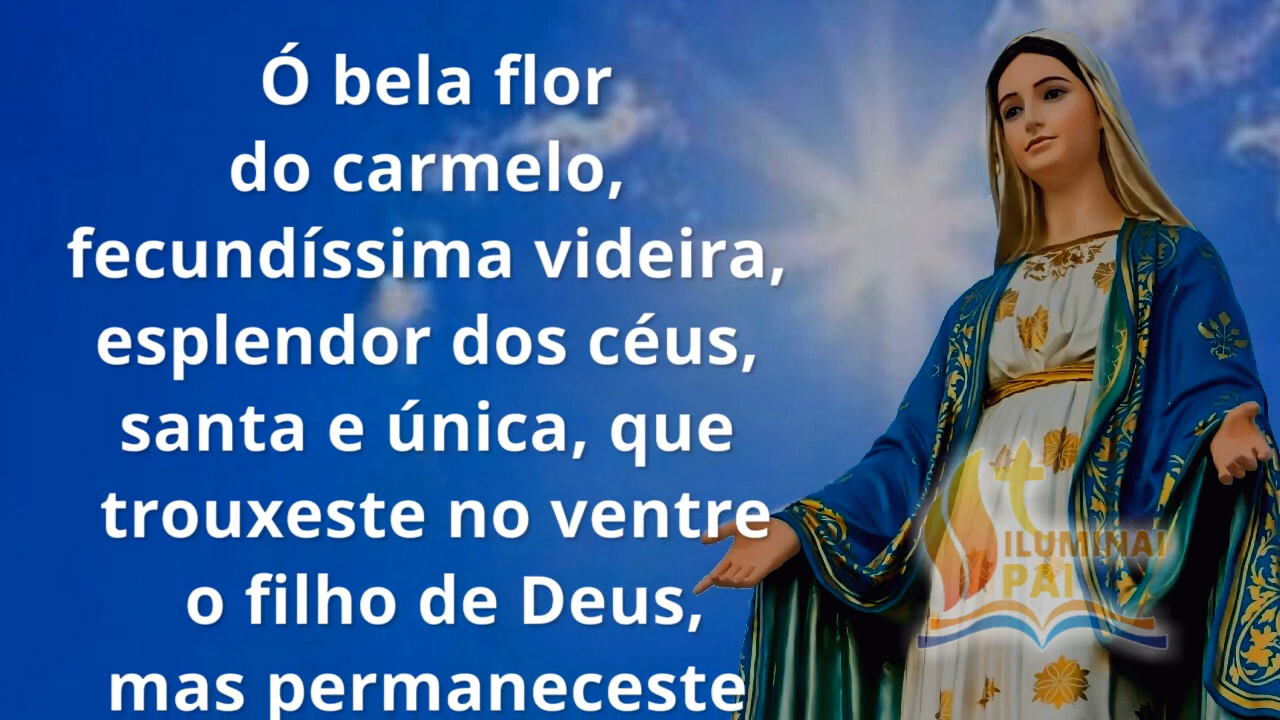 Ó bela flor
do carmelo,
fecundíssima videira,
esplendor dos céus,
santa e única, que
trouxeste no ventre
o filho de Deus,
mas permaneceste
ILUMINAI
PAI